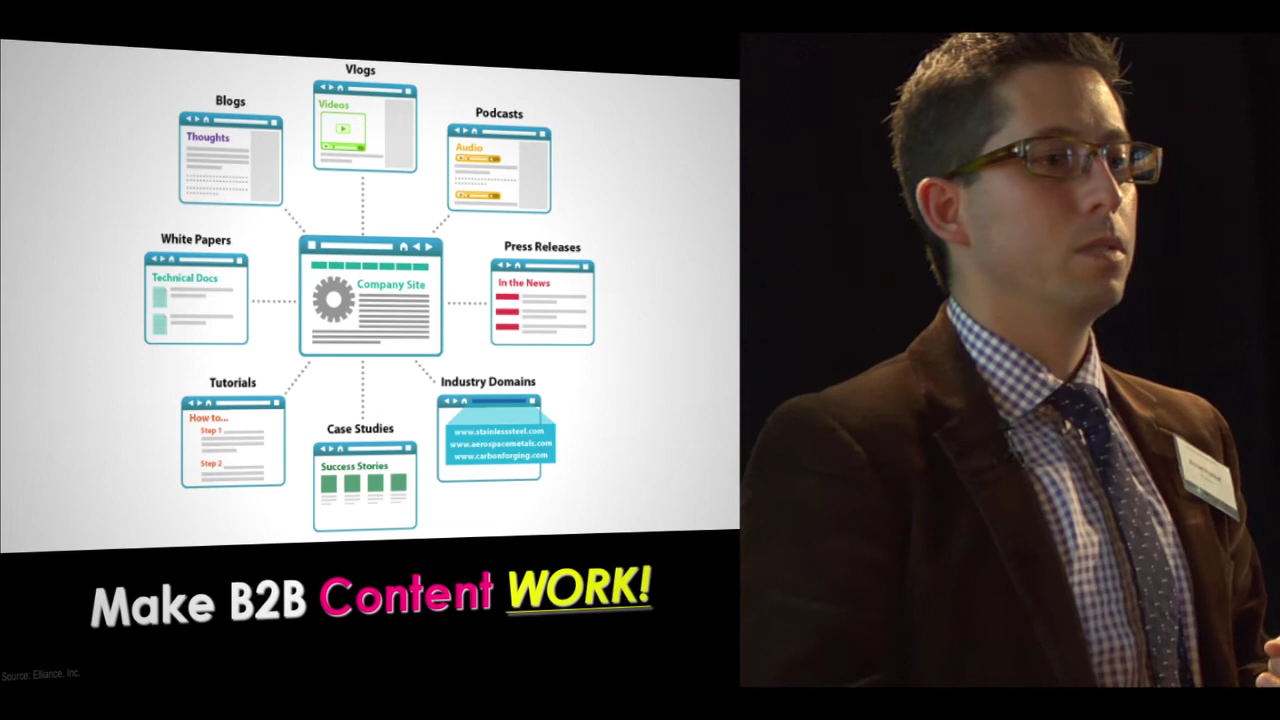 Vlogs
Videos
Blogs
Thoughts
Podcasts
Audio
White Papers
Technical Docs
Company Site
Press Releases
In the News
Tutorials
How to...
Step 1
Step 2
Case Studies
Success Stories
Industry Domains
www.stainlesssteel.com
www.aerospacemetals.com
www.carbonforging.com
Make B2B Content WORK!
Source: Elliance, Inc.